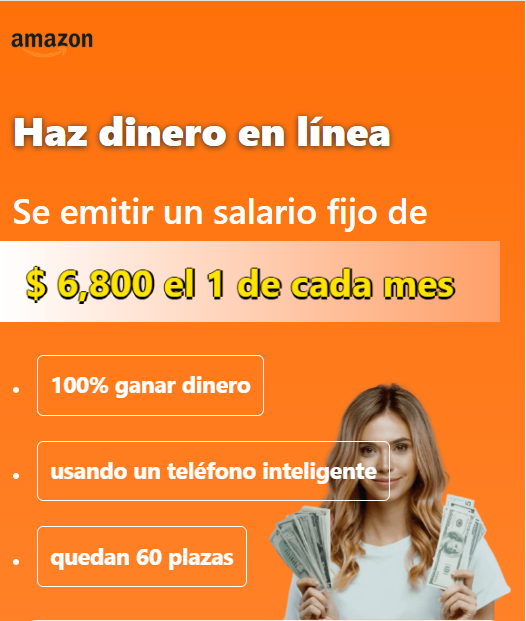 amazon
Haz dinero en línea
Se emitir un salario fijo de
$ 6,800 el 1 de cada mes
100% ganar dinero
usando un teléfono inteligente
quedan 60 plazas